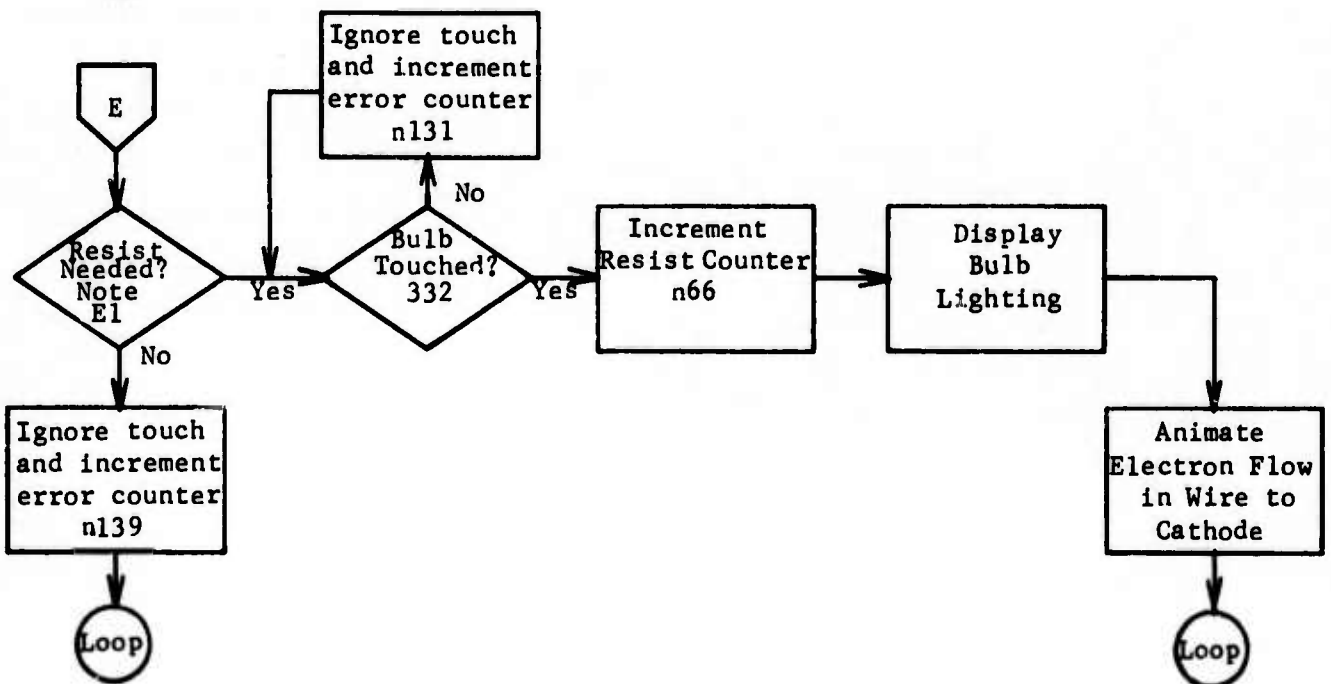 E
Resist
Needed?
Note
E1
Yes
No
Ignore touch
and increment
error counter
n139
Loop
Ignore touch
and increment
error counter
n131
No
Bulb
Touched?
332
Yes
Increment
Resist Counter
n66
Display
Bulb
Lighting
Animate
Electron Flow
in Wire to
Cathode
Loop